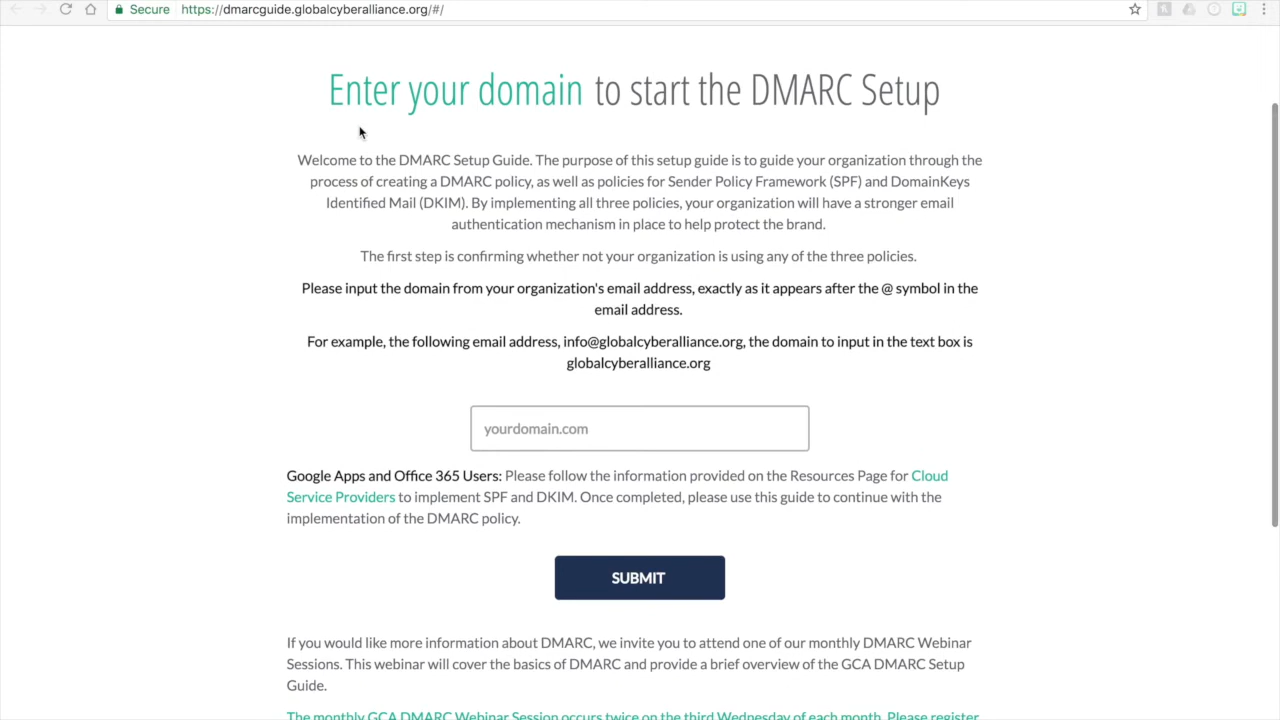 Secure https://dmarcguide.globalcyberalliance.org/#/
Enter your domain to start the DMARC Setup
Welcome to the DMARC Setup Guide. The purpose of this setup guide is to guide your organization through the
process of creating a DMARC policy, as well as policies for Sender Policy Framework (SPF) and DomainKeys
Identified Mail (DKIM). By implementing all three policies, your organization will have a stronger email
authentication mechanism in place to help protect the brand.
The first step is confirming whether not your organization is using any of the three policies.
Please input the domain from your organization's email address, exactly as it appears after the @ symbol in the
email address.
For example, the following email address, info@globalcyberalliance.org, the domain to input in the text box is
globalcyberalliance.org
yourdomain.com
Google Apps and Office 365 Users: Please follow the information provided on the Resources Page for Cloud
Service Providers to implement SPF and DKIM. Once completed, please use this guide to continue with the
implementation of the DMARC policy.
SUBMIT
If you would like more information about DMARC, we invite you to attend one of our monthly DMARC Webinar
Sessions. This webinar will cover the basics of DMARC and provide a brief overview of the GCA DMARC Setup
Guide.
The monthly GCA DMARC Webinar Session occurs twice on the third Wednesday of each month. Please register